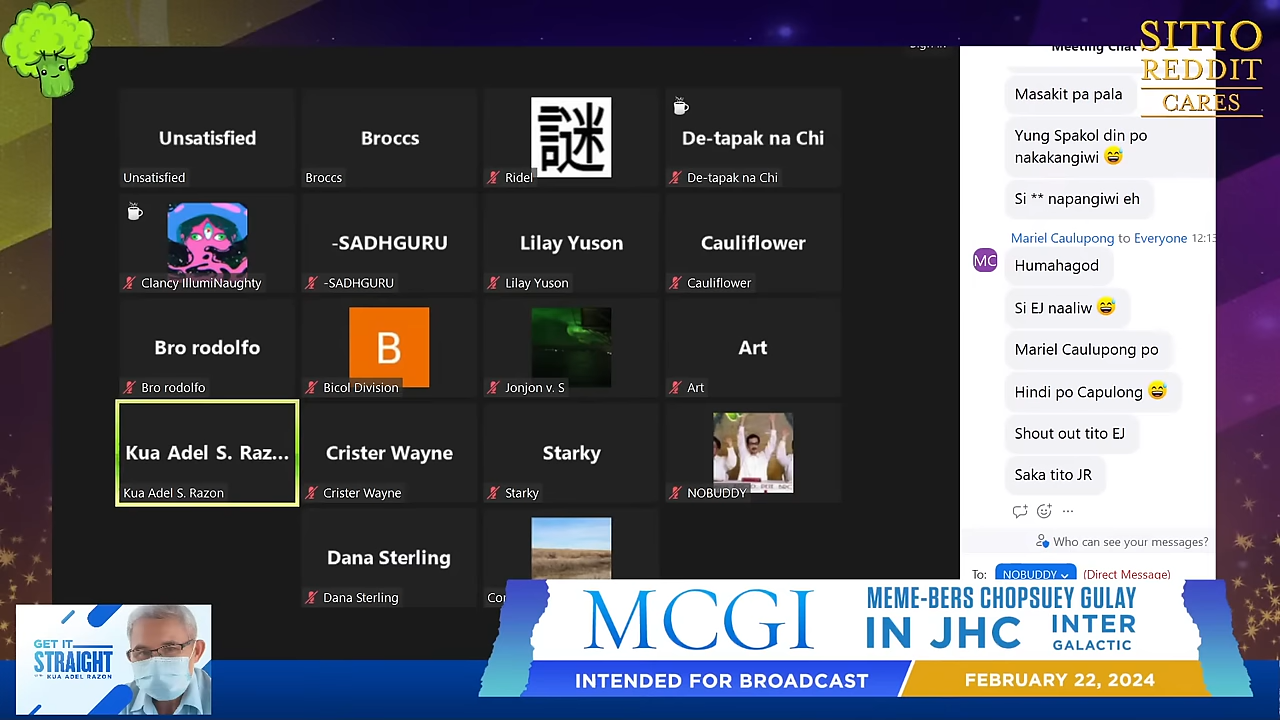 SITIO
REDDIT
CARES
Meeting Chat
Unsatisfied
Unsatisfied
Broccs
Broccs
謎
Ridel
De-tapak na Chi
De-tapak na Chi
Clancy IllumiNaughty
-SADHGURU
-SADHGURU
Lilay Yuson
Lilay Yuson
Cauliflower
Cauliflower
Bro rodolfo
Bro rodolfo
B
Bicol Division
Jonjon v. S
Art
Art
Kua Adel S. Raz...
Kua Adel S. Razon
Crister Wayne
Crister Wayne
Starky
Starky
NOBUDDY
Dana Sterling
Dana Sterling
Masakit pa pala
Yung Spakol din po
nakakangiwi 😅
Si ** napangiwi eh
Mariel Caulupong to Everyone 12:13
MC
Humahagod
Si EJ naaliw 😅
Mariel Caulupong po
Hindi po Capulong 😅
Shout out tito EJ
Saka tito JR
Who can see your messages?
To: NOBUDDY (Direct Message)
GET IT
STRAIGHT
KUA ADEL RAZON
MCGI
MEME-BERS CHOPSUEY GULAY
IN JHC INTER
GALACTIC
INTENDED FOR BROADCAST
FEBRUARY 22, 2024